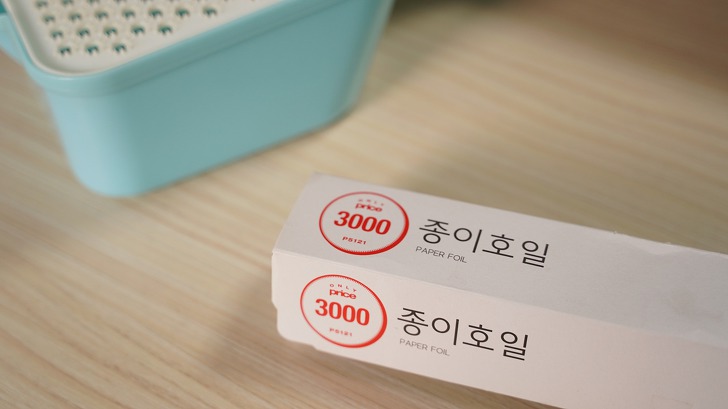 ONLY
price
3000
PS121
종이호일
PAPER FOIL
ONLY
price
3000
PS121
종이호일
PAPER FOIL